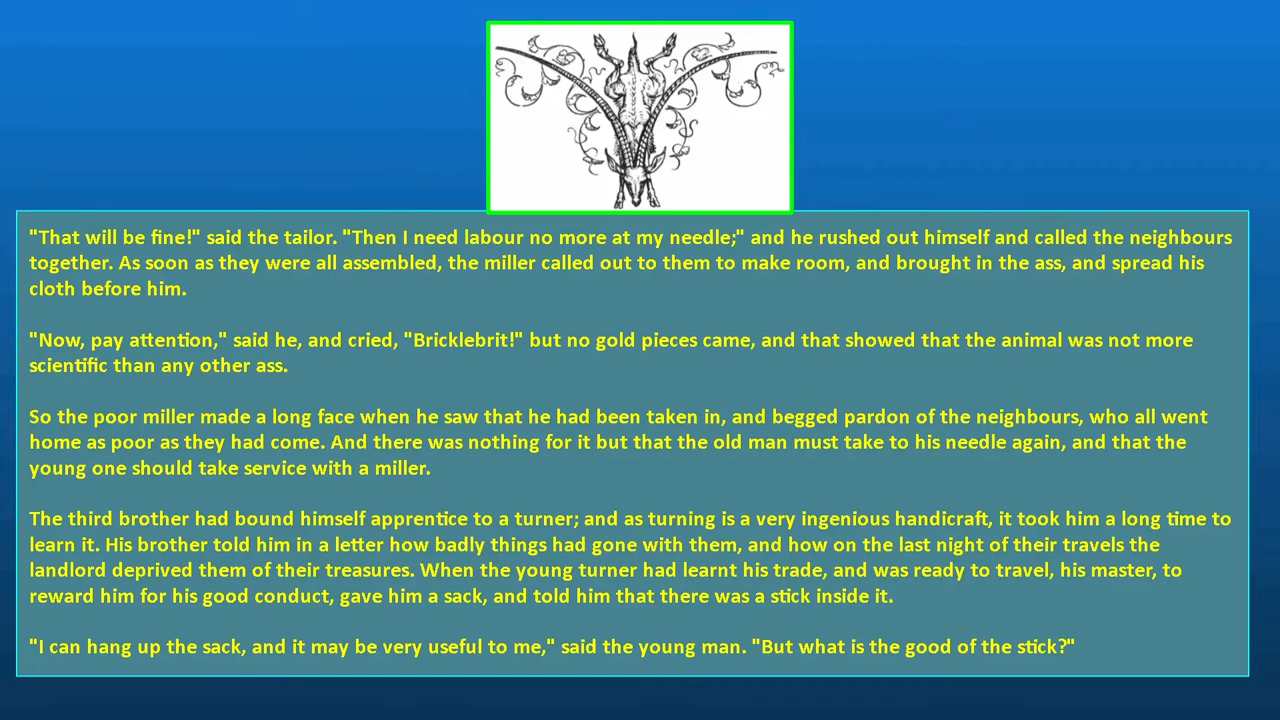 "That will be fine!" said the tailor. "Then I need labour no more at my needle;" and he rushed out himself and called the neighbours
together. As soon as they were all assembled, the miller called out to them to make room, and brought in the ass, and spread his
cloth before him.
"Now, pay attention," said he, and cried, "Bricklebrit!" but no gold pieces came, and that showed that the animal was not more
scientific than any other ass.
So the poor miller made a long face when he saw that he had been taken in, and begged pardon of the neighbours, who all went
home as poor as they had come. And there was nothing for it but that the old man must take to his needle again, and that the
young one should take service with a miller.
The third brother had bound himself apprentice to a turner; and as turning is a very ingenious handicraft, it took him a long time to
learn it. His brother told him in a letter how badly things had gone with them, and how on the last night of their travels the
landlord deprived them of their treasures. When the young turner had learnt his trade, and was ready to travel, his master, to
reward him for his good conduct, gave him a sack, and told him that there was a stick inside it.
"I can hang up the sack, and it may be very useful to me," said the young man. "But what is the good of the stick?"